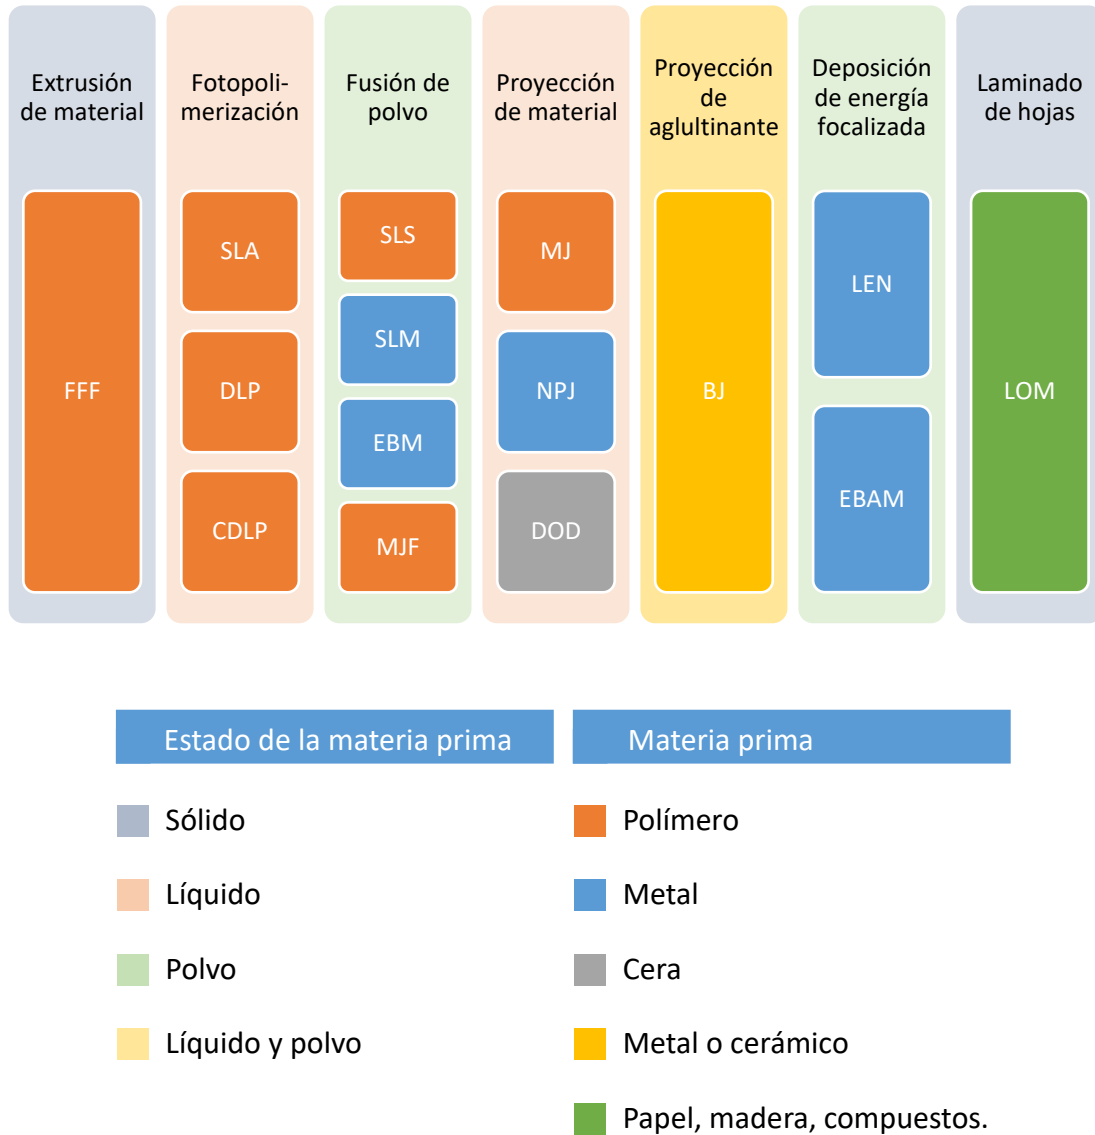 Extrusión
de material
Fotopoli-
merización
Fusión de
polvo
Proyección
de material
Proyección
de
aglultinante
Deposición
de energía
focalizada
Laminado
de hojas
FFF
SLA
DLP
CDLP
SLS
SLM
EBM
MJF
MJ
NPJ
DOD
BJ
LEN
EBAM
LOM
Estado de la materia prima
Sólido
Líquido
Polvo
Líquido y polvo
Materia prima
Polímero
Metal
Cera
Metal o cerámico
Papel, madera, compuestos.